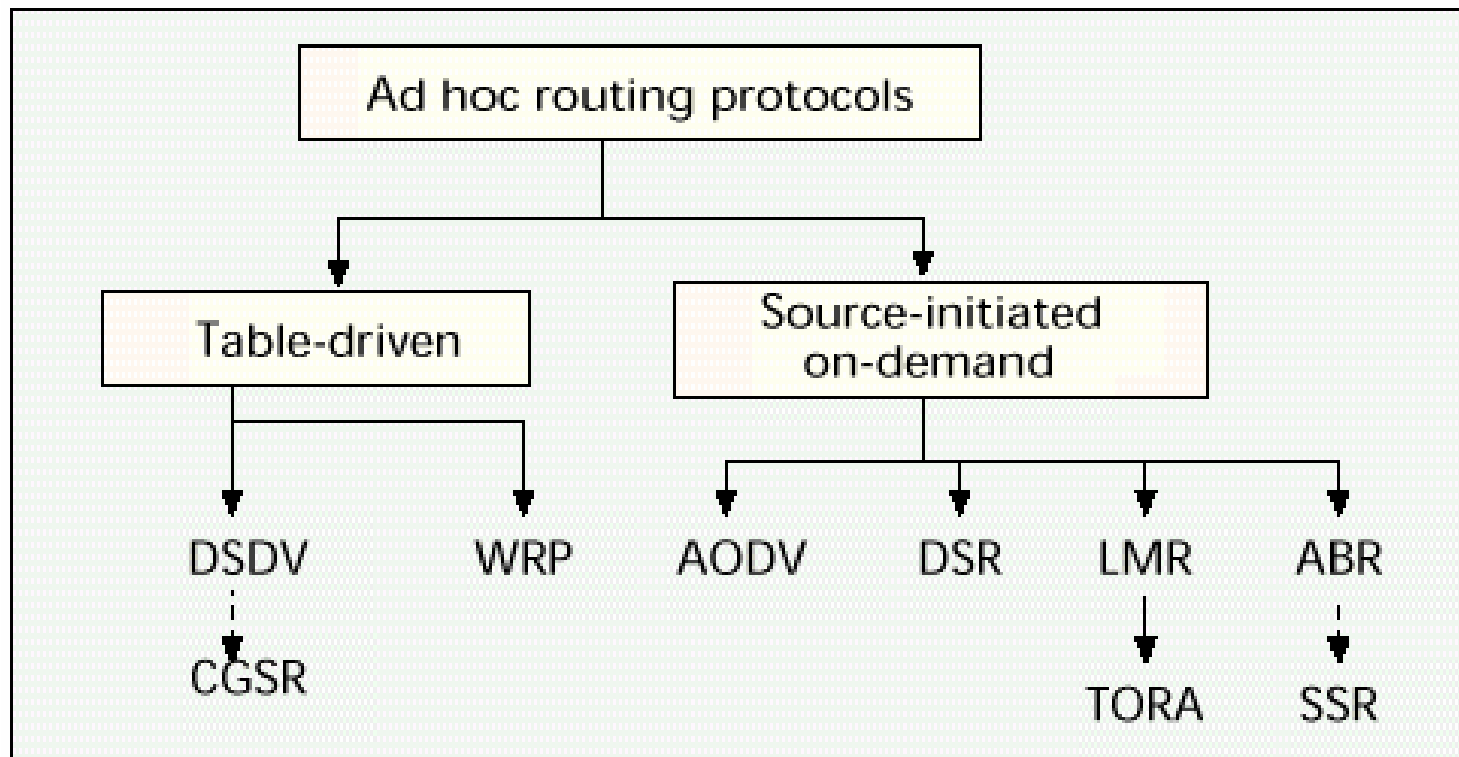 Ad hoc routing protocols
Table-driven
Source-initiated
on-demand
DSDV
WRP
AODV
DSR
LMR
ABR
CGSR
TORA
SSR